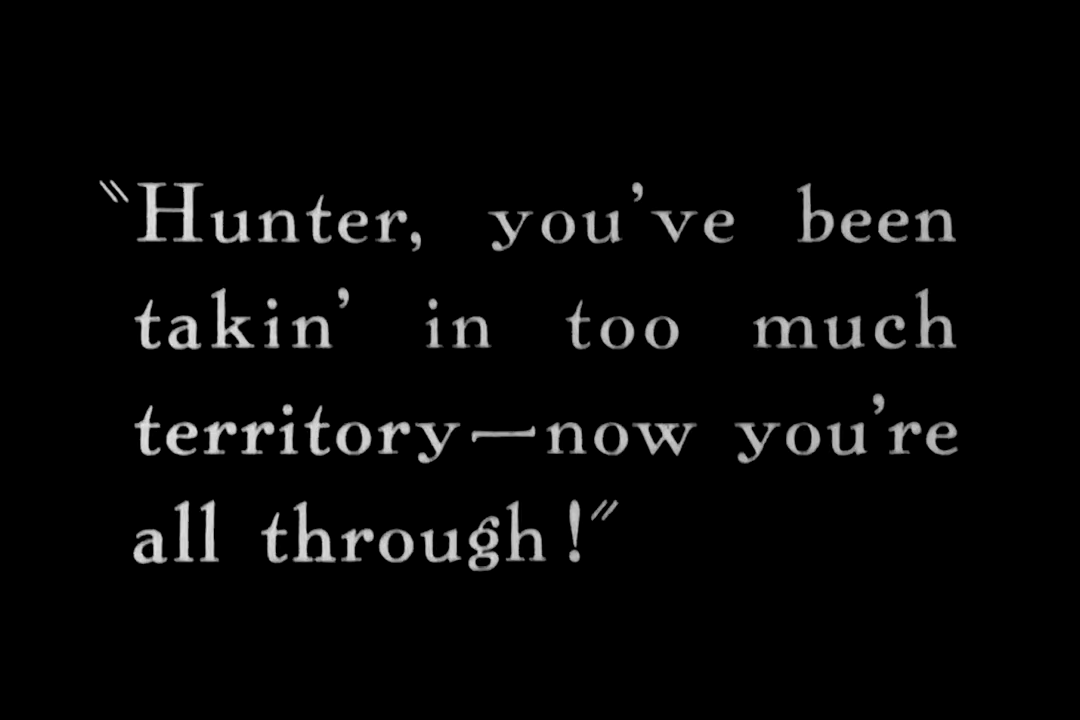 "Hunter, you've been
takin' in too much
territory—now you're
all through!"